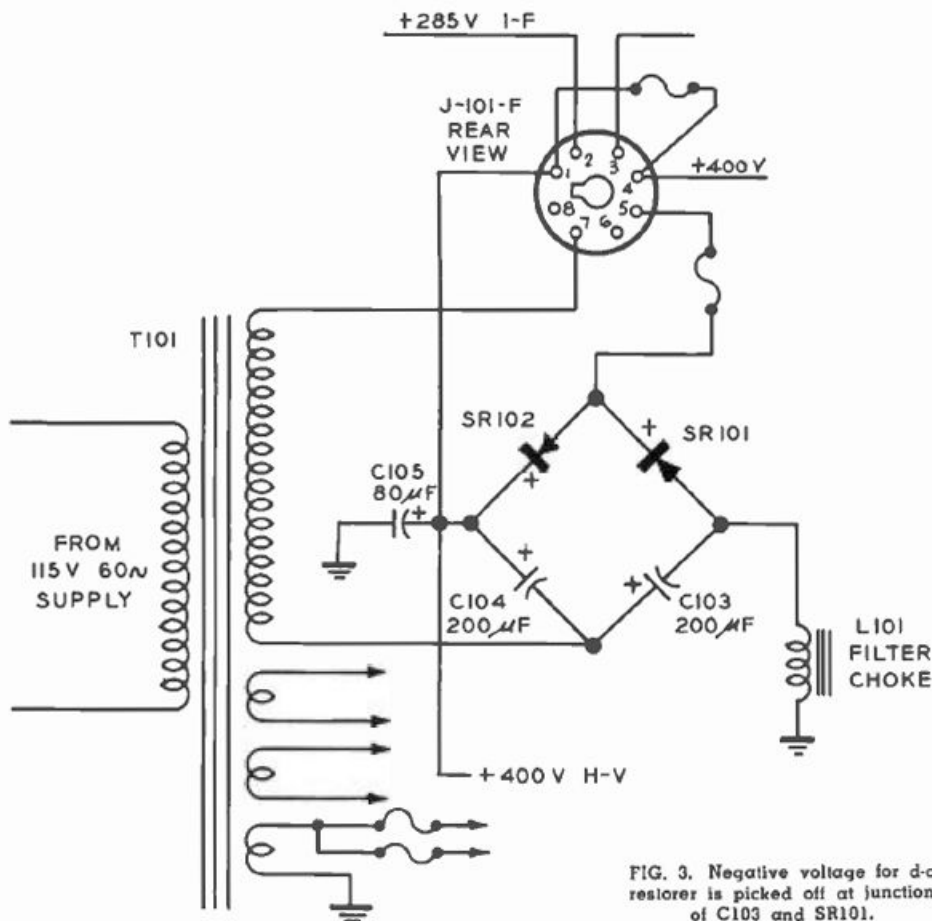 +285V I-F
J-101-F
REAR
VIEW
1
2
3
4
5
6
7
8
+400V
T101
SR102
+
SR101
+
C105
80μF
+
FROM
115V 60~
SUPPLY
+
C104
200μF
+
C103
200μF
L101
FILTER
CHOKE
+400V H-V
FIG. 3. Negative voltage for d-c
restorer is picked off at junction
of C103 and SR101.